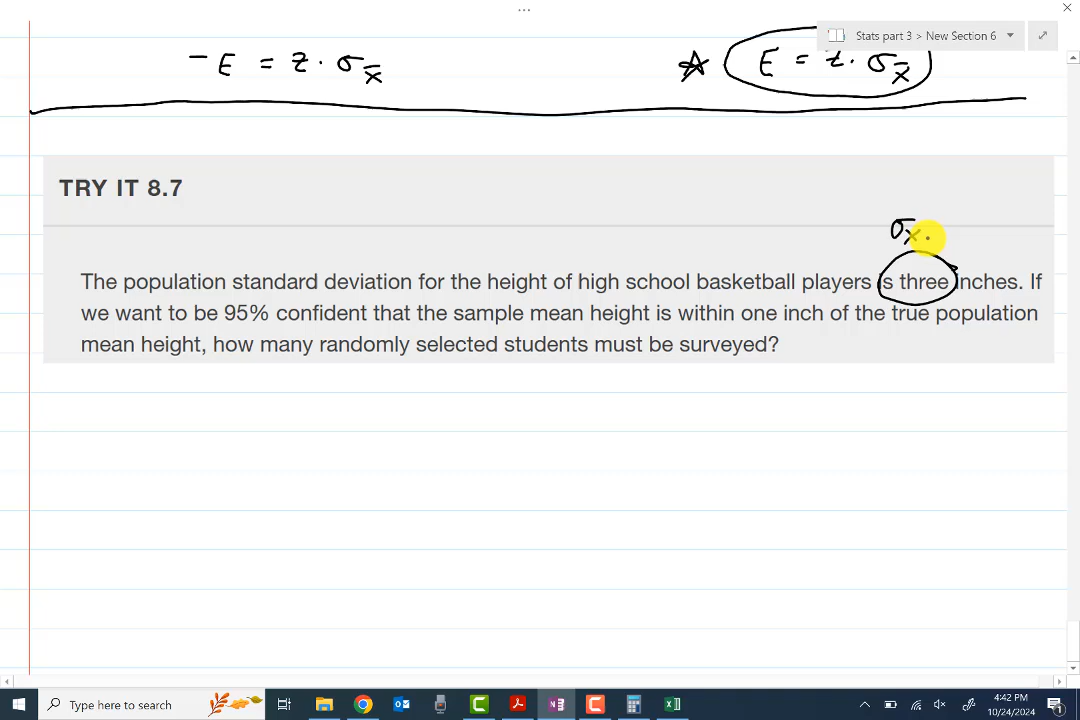 ...
Stats part 3 > New Section 6
- E = z · σx̄
☆ E = z · σx̄
TRY IT 8.7
σx
The population standard deviation for the height of high school basketball players is three inches. If
we want to be 95% confident that the sample mean height is within one inch of the true population
mean height, how many randomly selected students must be surveyed?
Type here to search
4:42 PM
10/24/2024
1